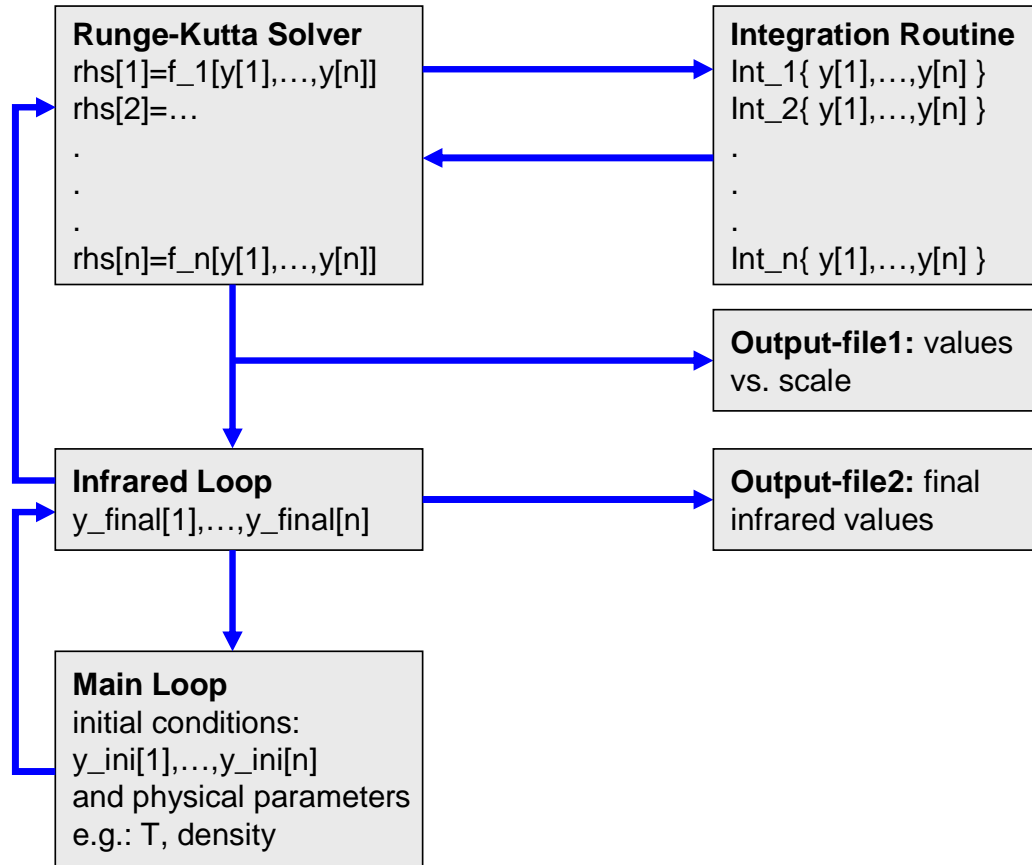 Runge-Kutta Solver
rhs[1]=f_1[y[1],…,y[n]]
rhs[2]=…
.
.
.
rhs[n]=f_n[y[1],…,y[n]]
Integration Routine
Int_1{ y[1],…,y[n] }
Int_2{ y[1],…,y[n] }
.
.
.
Int_n{ y[1],…,y[n] }
Output-file1: values
vs. scale
Infrared Loop
y_final[1],…,y_final[n]
Output-file2: final
infrared values
Main Loop
initial conditions:
y_ini[1],…,y_ini[n]
and physical parameters
e.g.: T, density